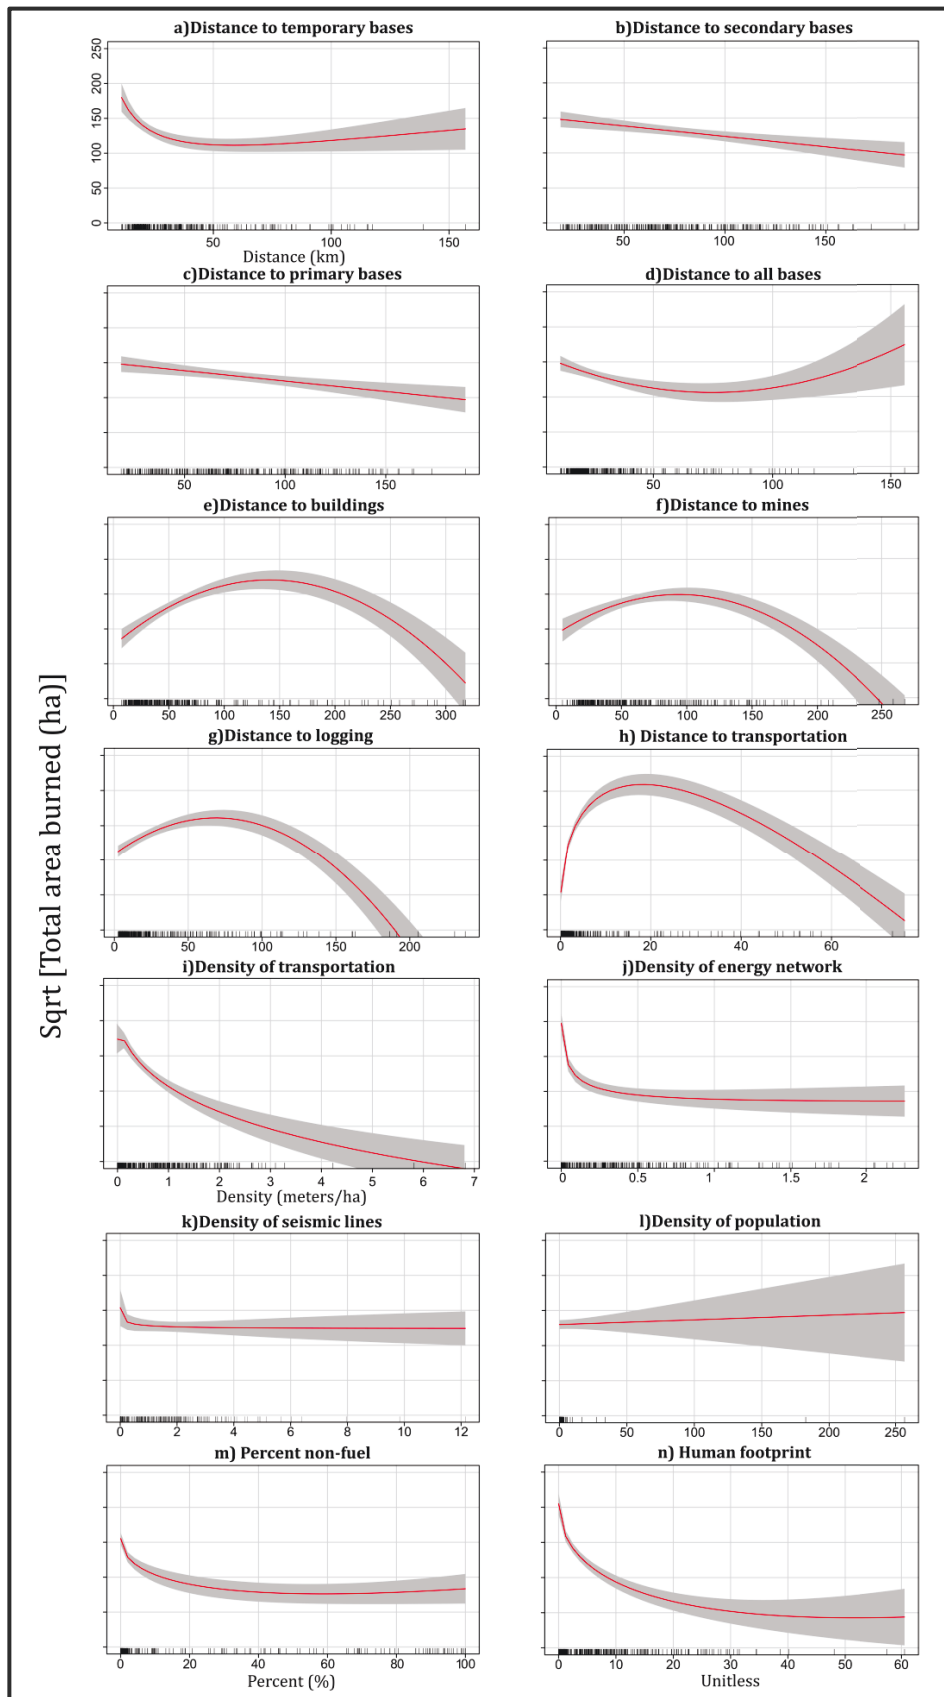 a)Distance to temporary bases
b)Distance to secondary bases
0 50 100 150 200 250
50 100 150
Distance (km)
50 100 150
c)Distance to primary bases
d)Distance to all bases
50 100 150
50 100 150
e)Distance to buildings
f)Distance to mines
0 50 100 150 200 250 300
0 50 100 150 200 250
g)Distance to logging
h) Distance to transportation
0 50 100 150 200
0 20 40 60
Sqrt [Total area burned (ha)]
i)Density of transportation
j)Density of energy network
0 1 2 3 4 5 6 7
Density (meters/ha)
0 0.5 1 1.5 2
k)Density of seismic lines
l)Density of population
0 2 4 6 8 10 12
0 50 100 150 200 250
m) Percent non-fuel
n) Human footprint
0 20 40 60 80 100
Percent (%)
0 10 20 30 40 50 60
Unitless